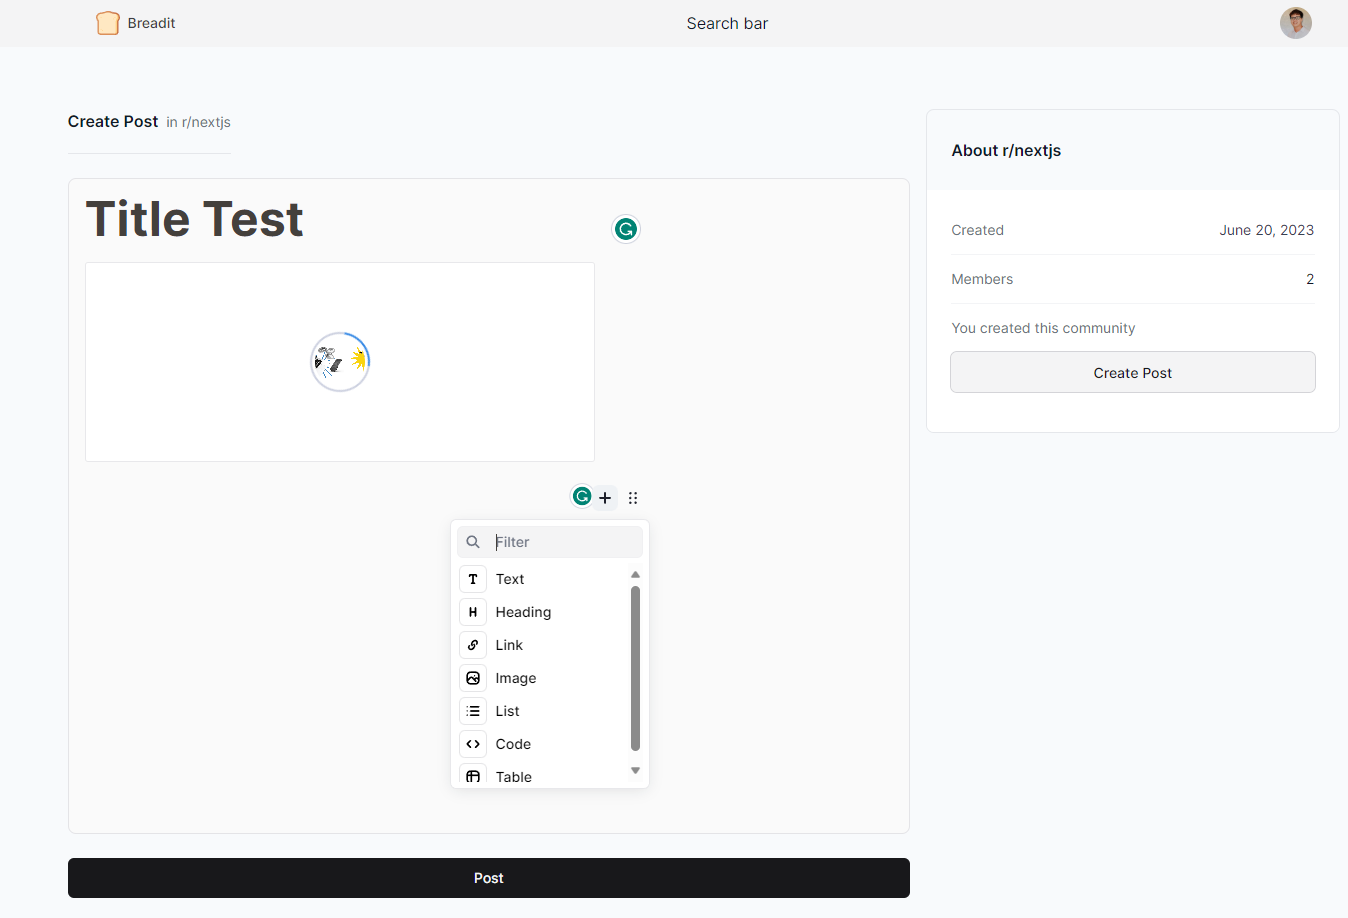 Breadit
Search bar
Create Post in r/nextjs
Title Test
Filter
Text
Heading
Link
Image
List
Code
Table
Post
About r/nextjs
Created June 20, 2023
Members 2
You created this community
Create Post